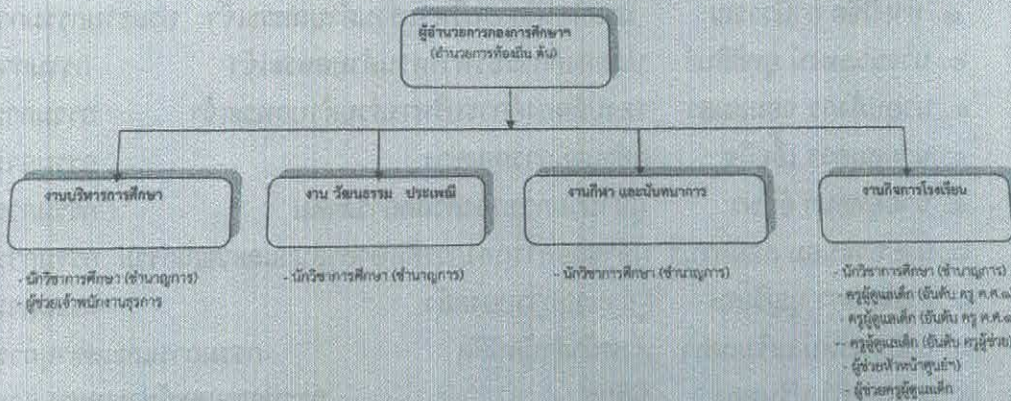 ผู้อำนวยการกองการศึกษาฯ
(อำนวยการท้องถิ่น ต้น)
งานบริหารการศึกษา
งาน วัฒนธรรม ประเพณี
งานกีฬา และนันทนาการ
งานกิจการโรงเรียน
- นักวิชาการศึกษา (ชำนาญการ)
- ผู้ช่วยเจ้าพนักงานธุรการ
- นักวิชาการศึกษา (ชำนาญการ)
- นักวิชาการศึกษา (ชำนาญการ)
- นักวิชาการศึกษา (ชำนาญการ)
- ครูผู้ดูแลเด็ก (อันดับ ครู ค.ศ.๑
- ครูผู้ดูแลเด็ก (อันดับ ครู ค.ศ.๑
-- ครูผู้ดูแลเด็ก (อันดับ ครูผู้ช่วย)
- ผู้ช่วยหัวหน้าศูนย์ฯ)
- ผู้ช่วยครูผู้ดูแลเด็ก